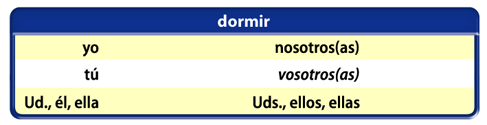 dormir
yo nosotros(as)
tú vosotros(as)
Ud., él, ella Uds., ellos, ellas